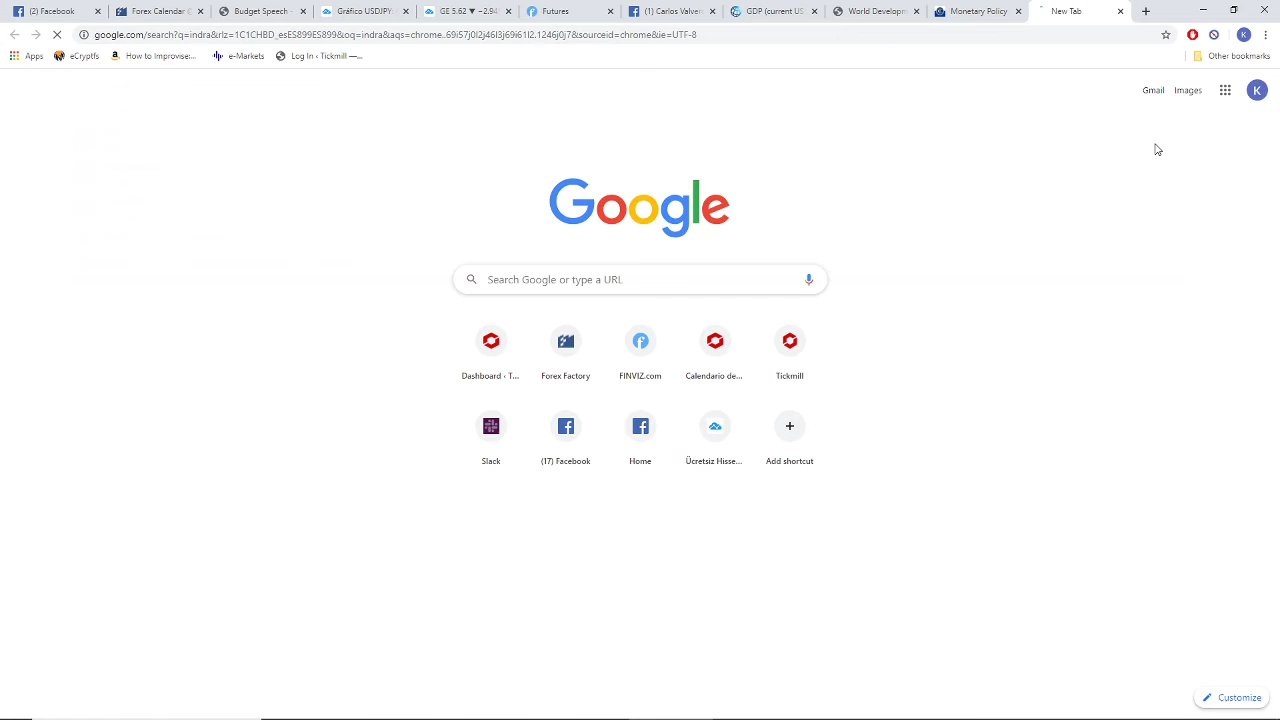 (2) Facebook
Forex Calendar
Budget Speech -
Gráfico USDJPY:
GE 5.62 ▼ −2.94
Futures
(1) Carlos Valver
GDP (current US
World Developm
Monetary Policy
New Tab
google.com/search?q=indra&rlz=1C1CHBD_esES899ES899&oq=indra&aqs=chrome..69i57j0l2j46l3j69i61l2.1246j0j7&sourceid=chrome&ie=UTF-8
K
Apps
eCryptfs
How to Improvise:...
e-Markets
Log In ‹ Tickmill —...
Other bookmarks
Gmail
Images
K
Google
Search Google or type a URL
Dashboard ‹ T...
Forex Factory
FINVIZ.com
Calendario de...
Tickmill
Slack
(17) Facebook
Home
Ücretsiz Hisse...
Add shortcut
Customize